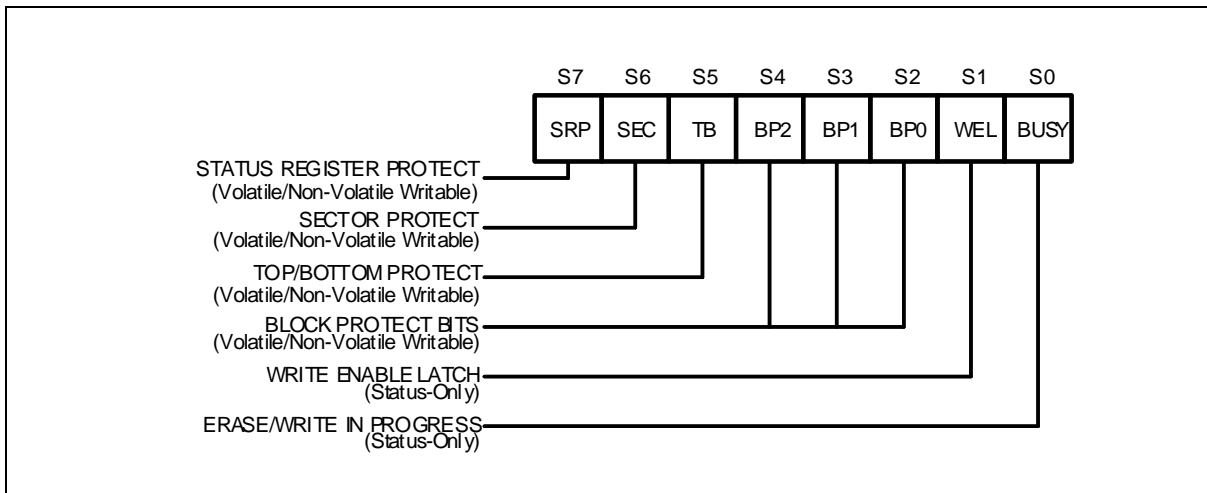 S7 S6 S5 S4 S3 S2 S1 S0
SRP SEC TB BP2 BP1 BP0 WEL BUSY
STATUS REGISTER PROTECT
(Volatile/Non-Volatile Writable)
SECTOR PROTECT
(Volatile/Non-Volatile Writable)
TOP/BOTTOM PROTECT
(Volatile/Non-Volatile Writable)
BLOCK PROTECT BITS
(Volatile/Non-Volatile Writable)
WRITE ENABLE LATCH
(Status-Only)
ERASE/WRITE IN PROGRESS
(Status-Only)